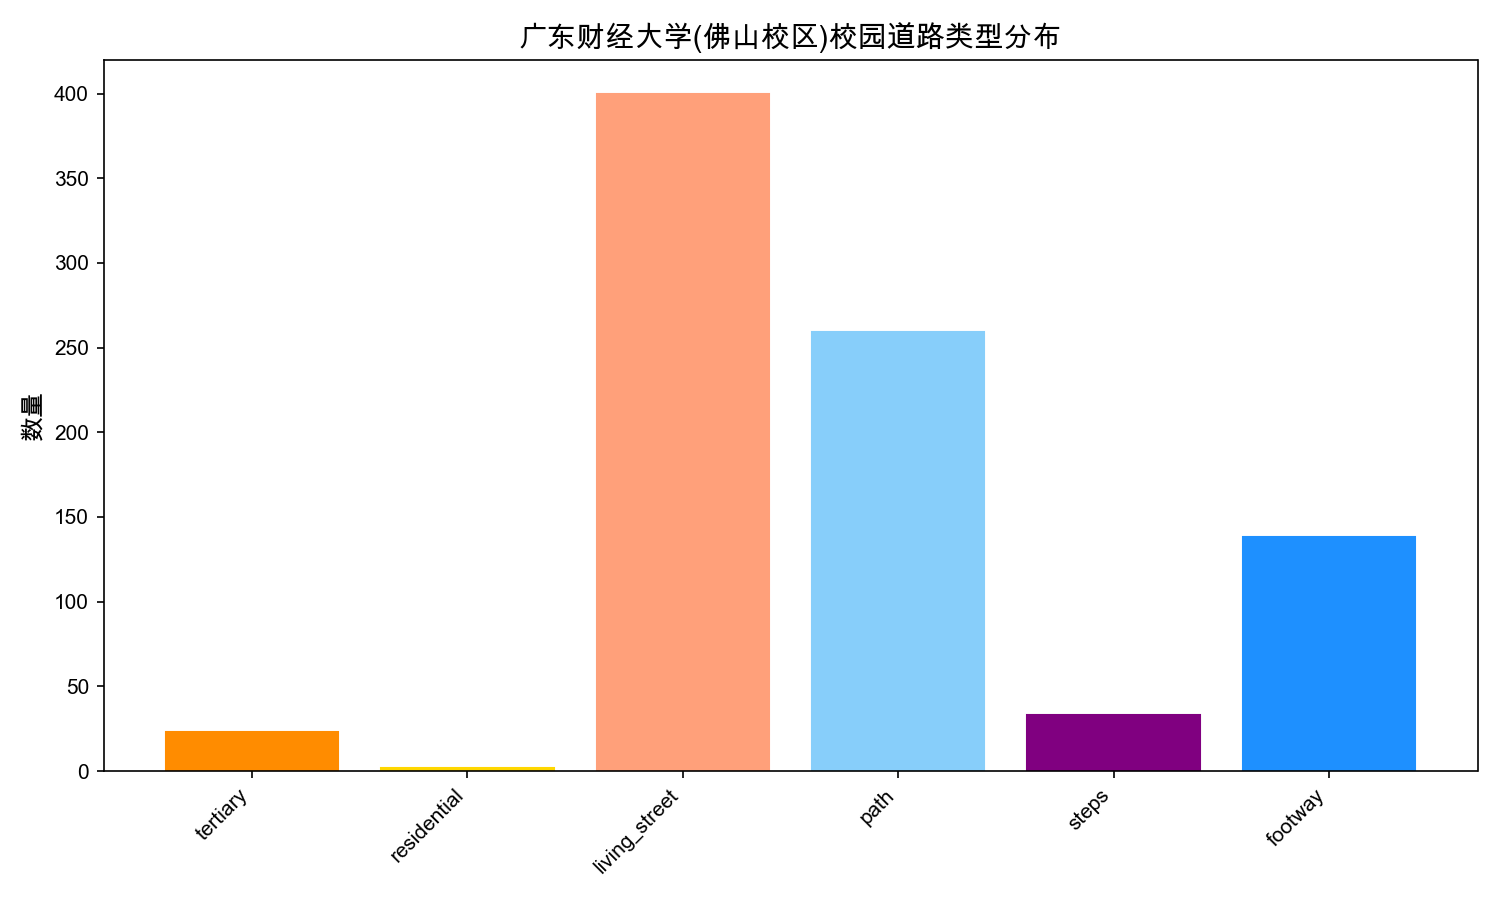 广东财经大学(佛山校区)校园道路类型分布
数量
400
350
300
250
200
150
100
50
0
tertiary
residential
living_street
path
steps
footway